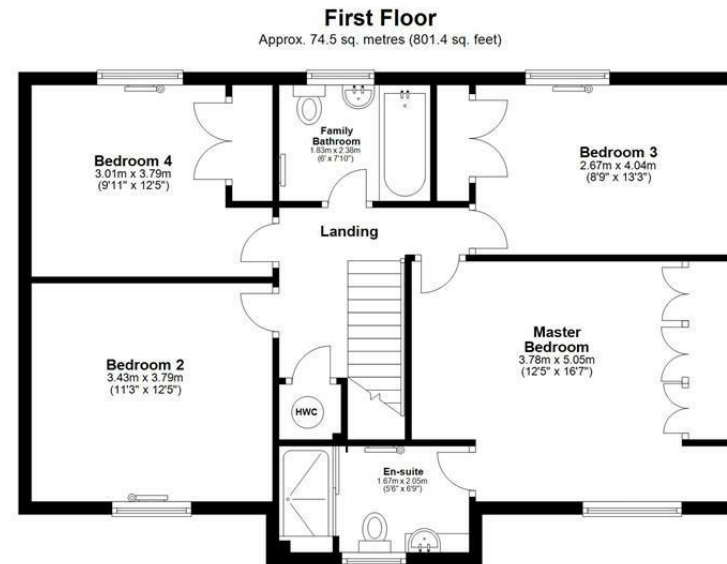 First Floor
Approx. 74.5 sq. metres (801.4 sq. feet)
Bedroom 4
3.01m x 3.79m
(9'11" x 12'5")
Family
Bathroom
1.83m x 2.38m
(6' x 7'10")
Bedroom 3
2.67m x 4.04m
(8'9" x 13'3")
Landing
Bedroom 2
3.43m x 3.79m
(11'3" x 12'5")
Master
Bedroom
3.78m x 5.05m
(12'5" x 16'7")
HWC
En-suite
1.67m x 2.05m
(5'6" x 6'9")